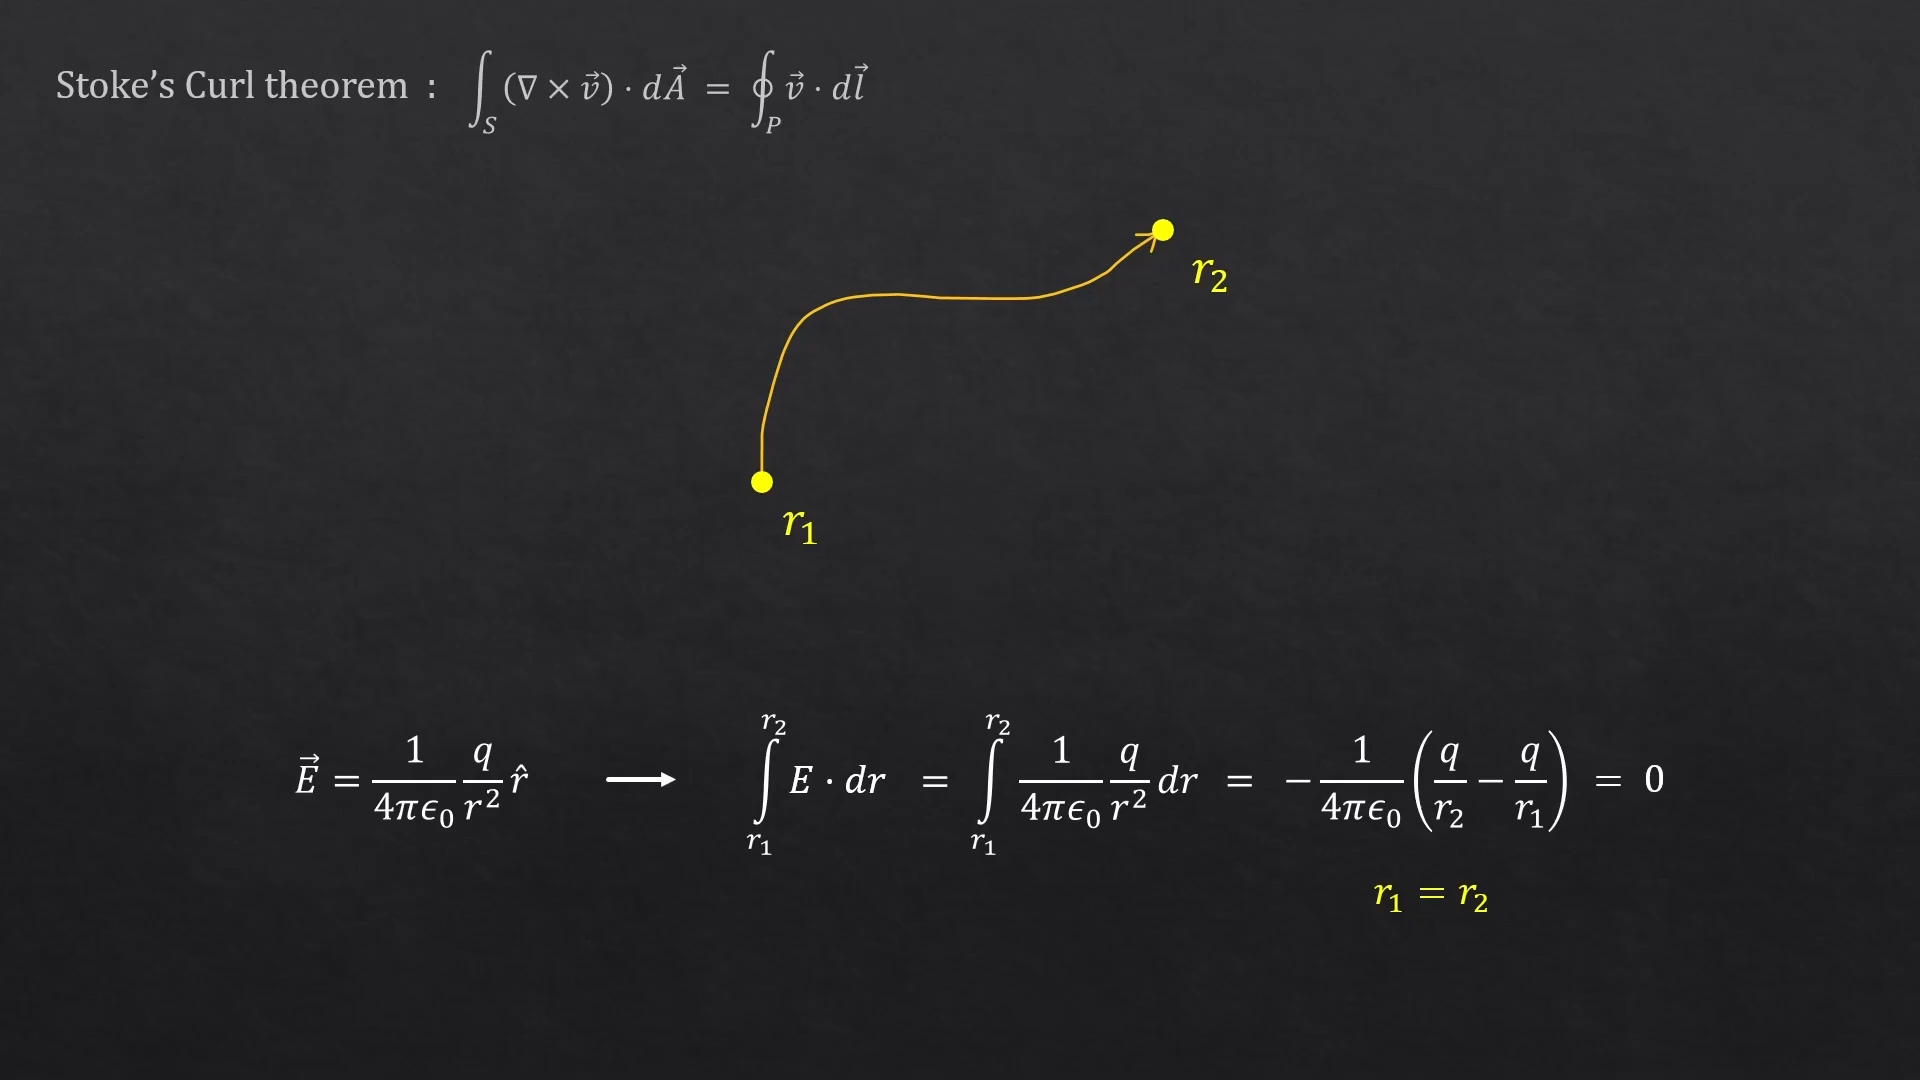 Stoke’s Curl theorem : ∫_S (∇ × v⃗) · dA⃗ = ∮_P v⃗ · dl⃗
r₂
r₁
E⃗ = 1/(4πϵ₀) q/r² r̂ ⟶ ∫_{r₁}^{r₂} E · dr = ∫_{r₁}^{r₂} 1/(4πϵ₀) q/r² dr = − 1/(4πϵ₀) (q/r₂ − q/r₁) = 0
r₁ = r₂